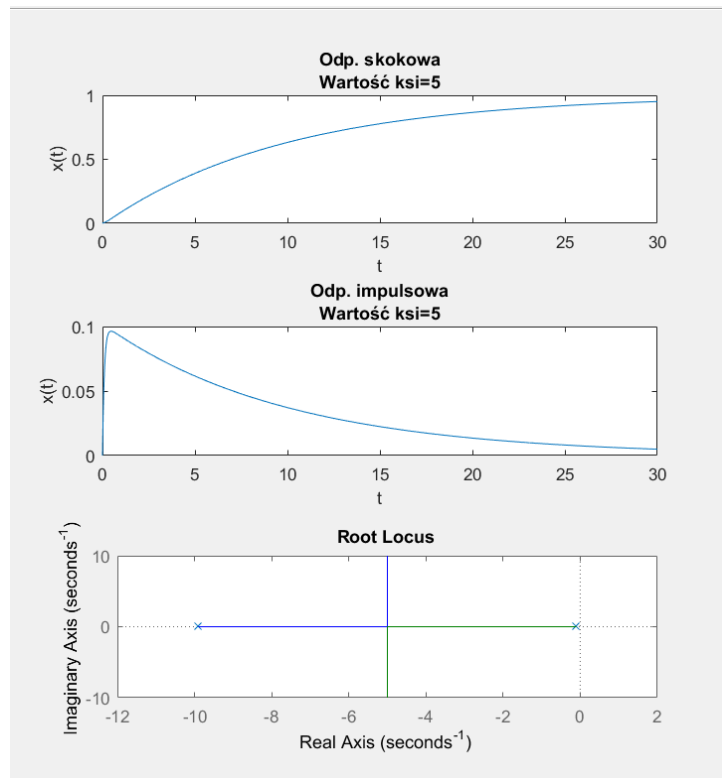 Odp. skokowa
Wartość ksi=5
1
0.5
0
x(t)
0 5 10 15 20 25 30
t
Odp. impulsowa
Wartość ksi=5
0.1
0.05
0
x(t)
0 5 10 15 20 25 30
t
Root Locus
10
0
-10
Imaginary Axis (seconds⁻¹)
-12 -10 -8 -6 -4 -2 0 2
Real Axis (seconds⁻¹)